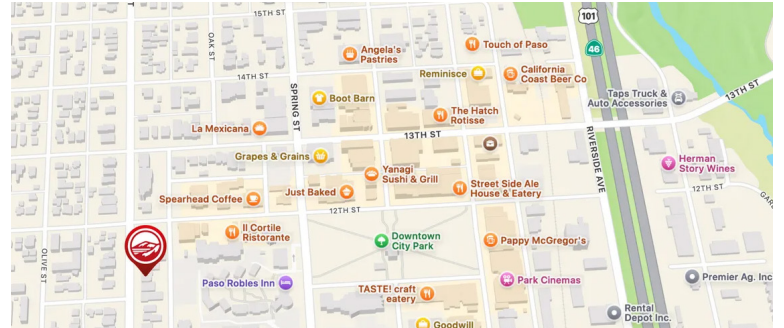 15TH ST
T
OAK ST
Angela's
Pastries
Touch of Paso
101
46
14TH ST
Reminisce
California
Coast Beer Co
SPRING ST
Boot Barn
Taps Truck &
Auto Accessories
13TH ST
The Hatch
Rotisse
La Mexicana
13TH ST
RIVERSIDE AVE
Grapes & Grains
Yanagi
Sushi & Grill
Herman
Story Wines
Just Baked
Street Side Ale
House & Eatery
12TH ST
Spearhead Coffee
12TH ST
Il Cortile
Ristorante
Downtown
City Park
Pappy McGregor's
OLIVE ST
Paso Robles Inn
Park Cinemas
Premier Ag. Inc
TASTE! craft
eatery
Rental
Depot Inc.
Goodwill
T